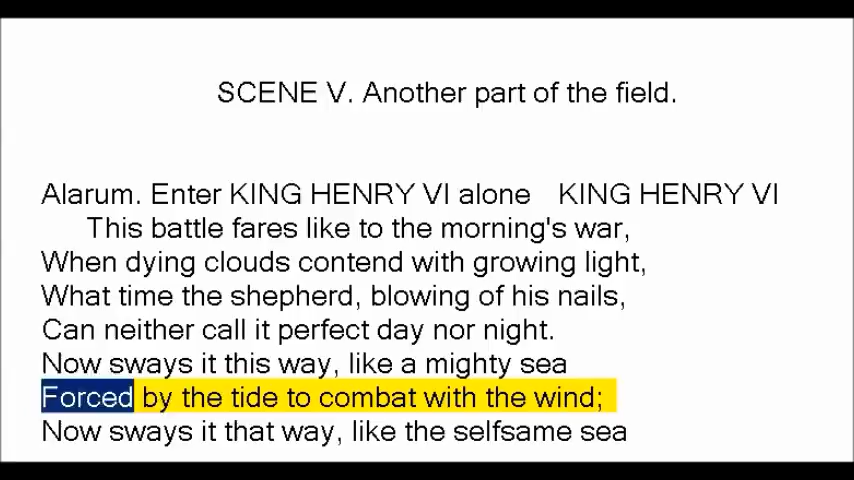 SCENE V. Another part of the field.
Alarum. Enter KING HENRY VI alone KING HENRY VI
This battle fares like to the morning's war,
When dying clouds contend with growing light,
What time the shepherd, blowing of his nails,
Can neither call it perfect day nor night.
Now sways it this way, like a mighty sea
Forced by the tide to combat with the wind;
Now sways it that way, like the selfsame sea